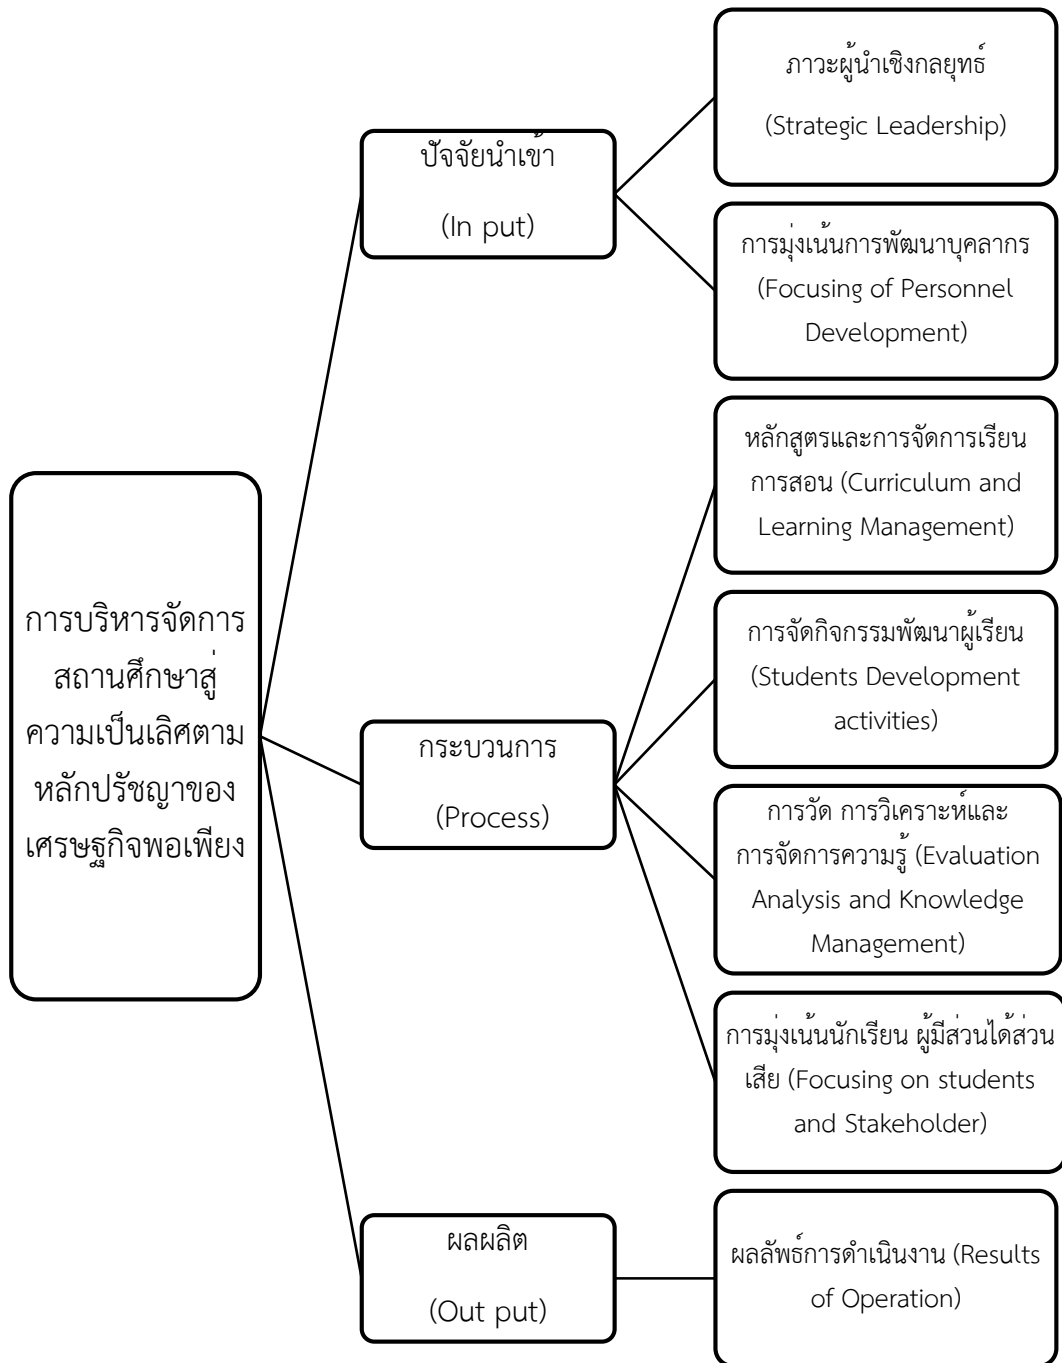 การบริหารจัดการ
สถานศึกษาสู่
ความเป็นเลิศตาม
หลักปรัชญาของ
เศรษฐกิจพอเพียง
ปัจจัยนำเข้า
(In put)
ภาวะผู้นำเชิงกลยุทธ์
(Strategic Leadership)
การมุ่งเน้นการพัฒนาบุคลากร
(Focusing of Personnel
Development)
กระบวนการ
(Process)
หลักสูตรและการจัดการเรียน
การสอน (Curriculum and
Learning Management)
การจัดกิจกรรมพัฒนาผู้เรียน
(Students Development
activities)
การวัด การวิเคราะห์และ
การจัดการความรู้ (Evaluation
Analysis and Knowledge
Management)
การมุ่งเน้นนักเรียน ผู้มีส่วนได้ส่วน
เสีย (Focusing on students
and Stakeholder)
ผลผลิต
(Out put)
ผลลัพธ์การดำเนินงาน (Results
of Operation)